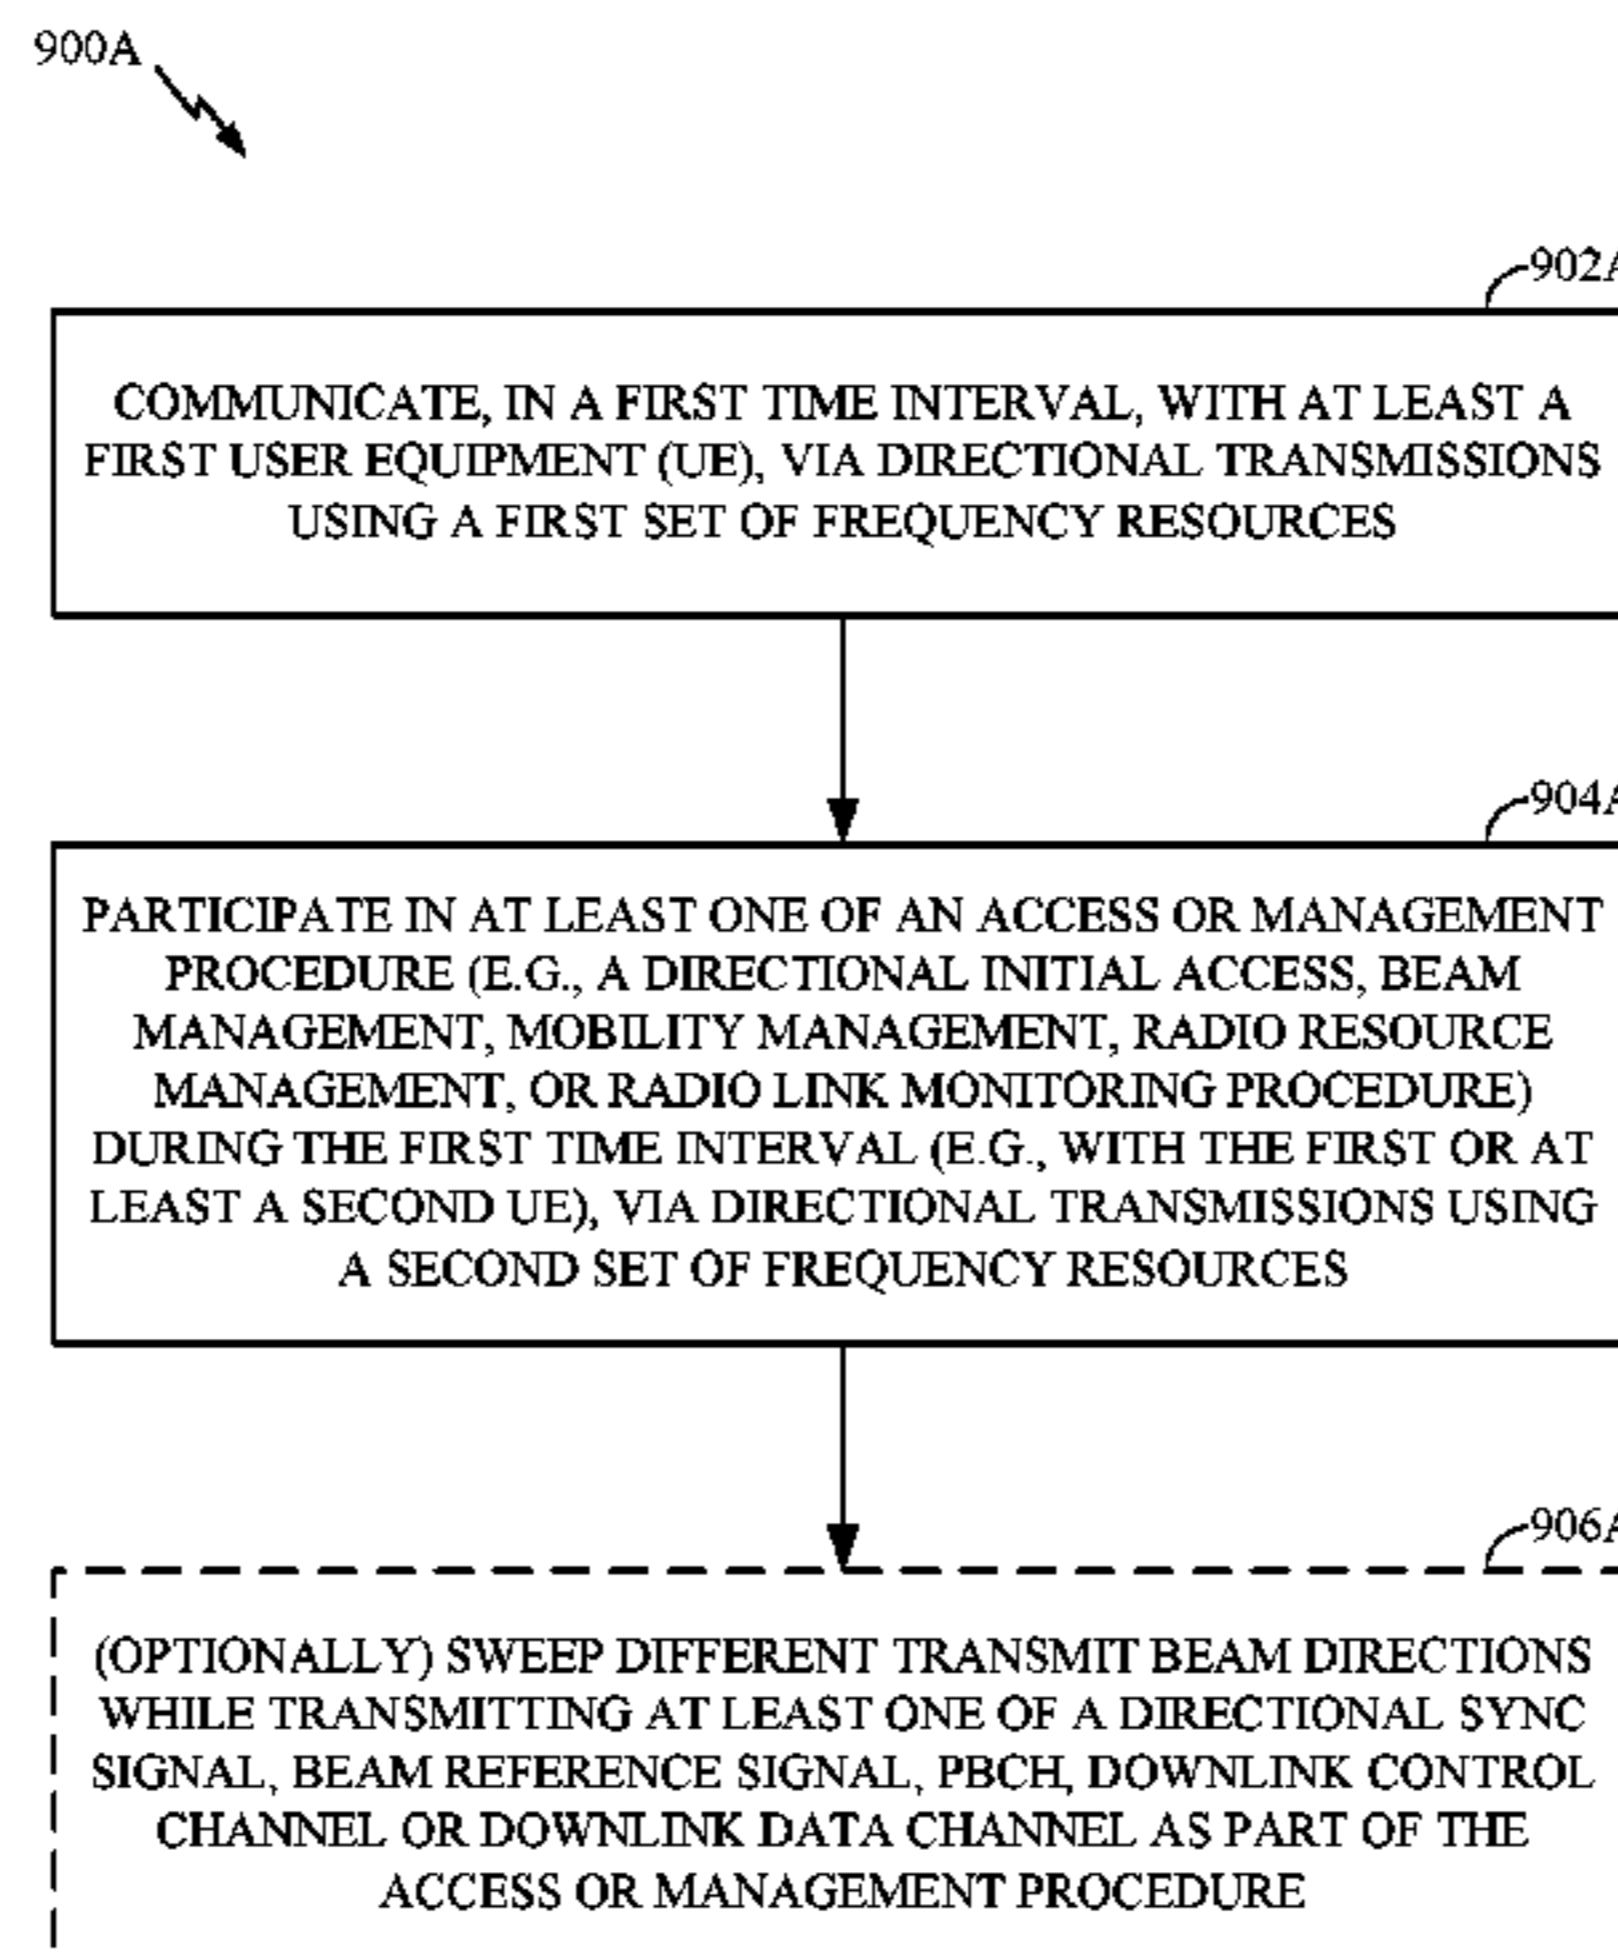 900A
902A
COMMUNICATE, IN A FIRST TIME INTERVAL, WITH AT LEAST A
FIRST USER EQUIPMENT (UE), VIA DIRECTIONAL TRANSMISSIONS
USING A FIRST SET OF FREQUENCY RESOURCES
904A
PARTICIPATE IN AT LEAST ONE OF AN ACCESS OR MANAGEMENT
PROCEDURE (E.G., A DIRECTIONAL INITIAL ACCESS, BEAM
MANAGEMENT, MOBILITY MANAGEMENT, RADIO RESOURCE
MANAGEMENT, OR RADIO LINK MONITORING PROCEDURE)
DURING THE FIRST TIME INTERVAL (E.G., WITH THE FIRST OR AT
LEAST A SECOND UE), VIA DIRECTIONAL TRANSMISSIONS USING
A SECOND SET OF FREQUENCY RESOURCES
906A
(OPTIONALLY) SWEEP DIFFERENT TRANSMIT BEAM DIRECTIONS
WHILE TRANSMITTING AT LEAST ONE OF A DIRECTIONAL SYNC
SIGNAL, BEAM REFERENCE SIGNAL, PBCH, DOWNLINK CONTROL
CHANNEL OR DOWNLINK DATA CHANNEL AS PART OF THE
ACCESS OR MANAGEMENT PROCEDURE